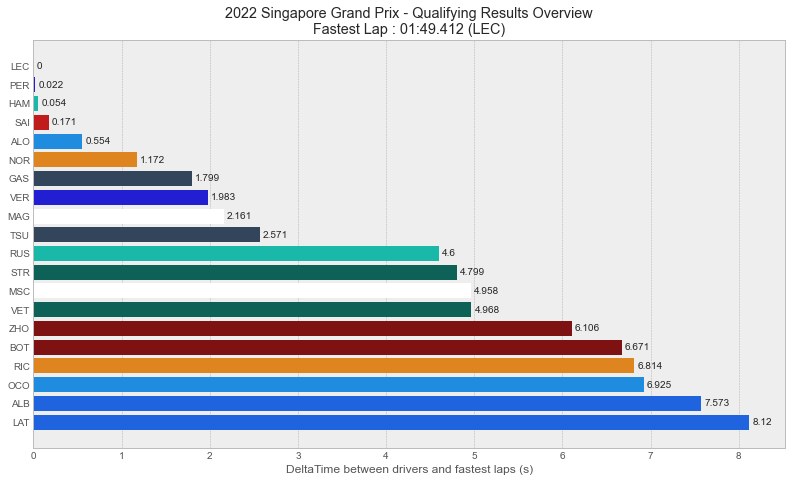 2022 Singapore Grand Prix - Qualifying Results Overview
Fastest Lap : 01:49.412 (LEC)
LEC 0
PER 0.022
HAM 0.054
SAI 0.171
ALO 0.554
NOR 1.172
GAS 1.799
VER 1.983
MAG 2.161
TSU 2.571
RUS 4.6
STR 4.799
MSC 4.958
VET 4.968
ZHO 6.106
BOT 6.671
RIC 6.814
OCO 6.925
ALB 7.573
LAT 8.12
0 1 2 3 4 5 6 7 8
DeltaTime between drivers and fastest laps (s)